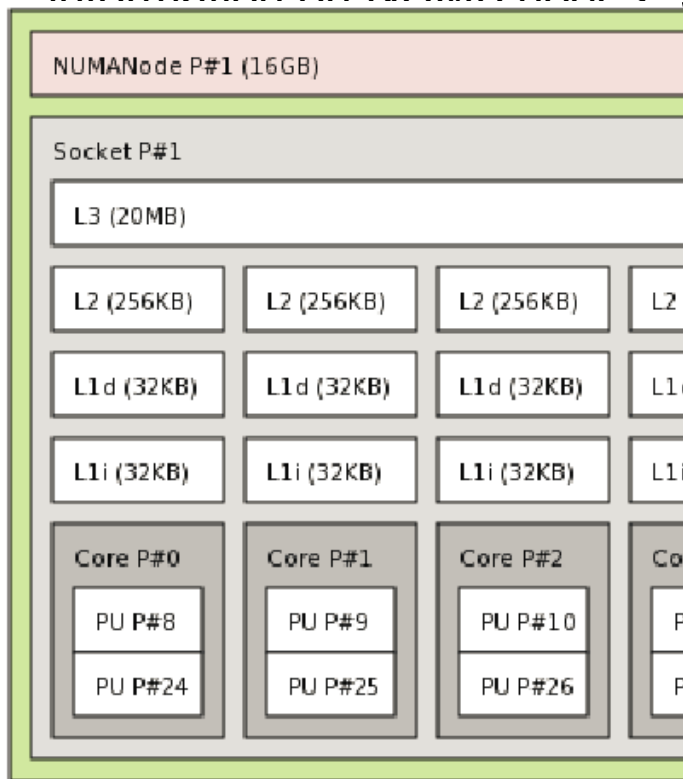 NUMANode P#1 (16GB)
Socket P#1
L3 (20MB)
L2 (256KB) L2 (256KB) L2 (256KB) L2
L1d (32KB) L1d (32KB) L1d (32KB)
L1i (32KB) L1i (32KB) L1i (32KB)
Core P#0 Core P#1 Core P#2
PU P#8 PU P#9 PU P#10
PU P#24 PU P#25 PU P#26